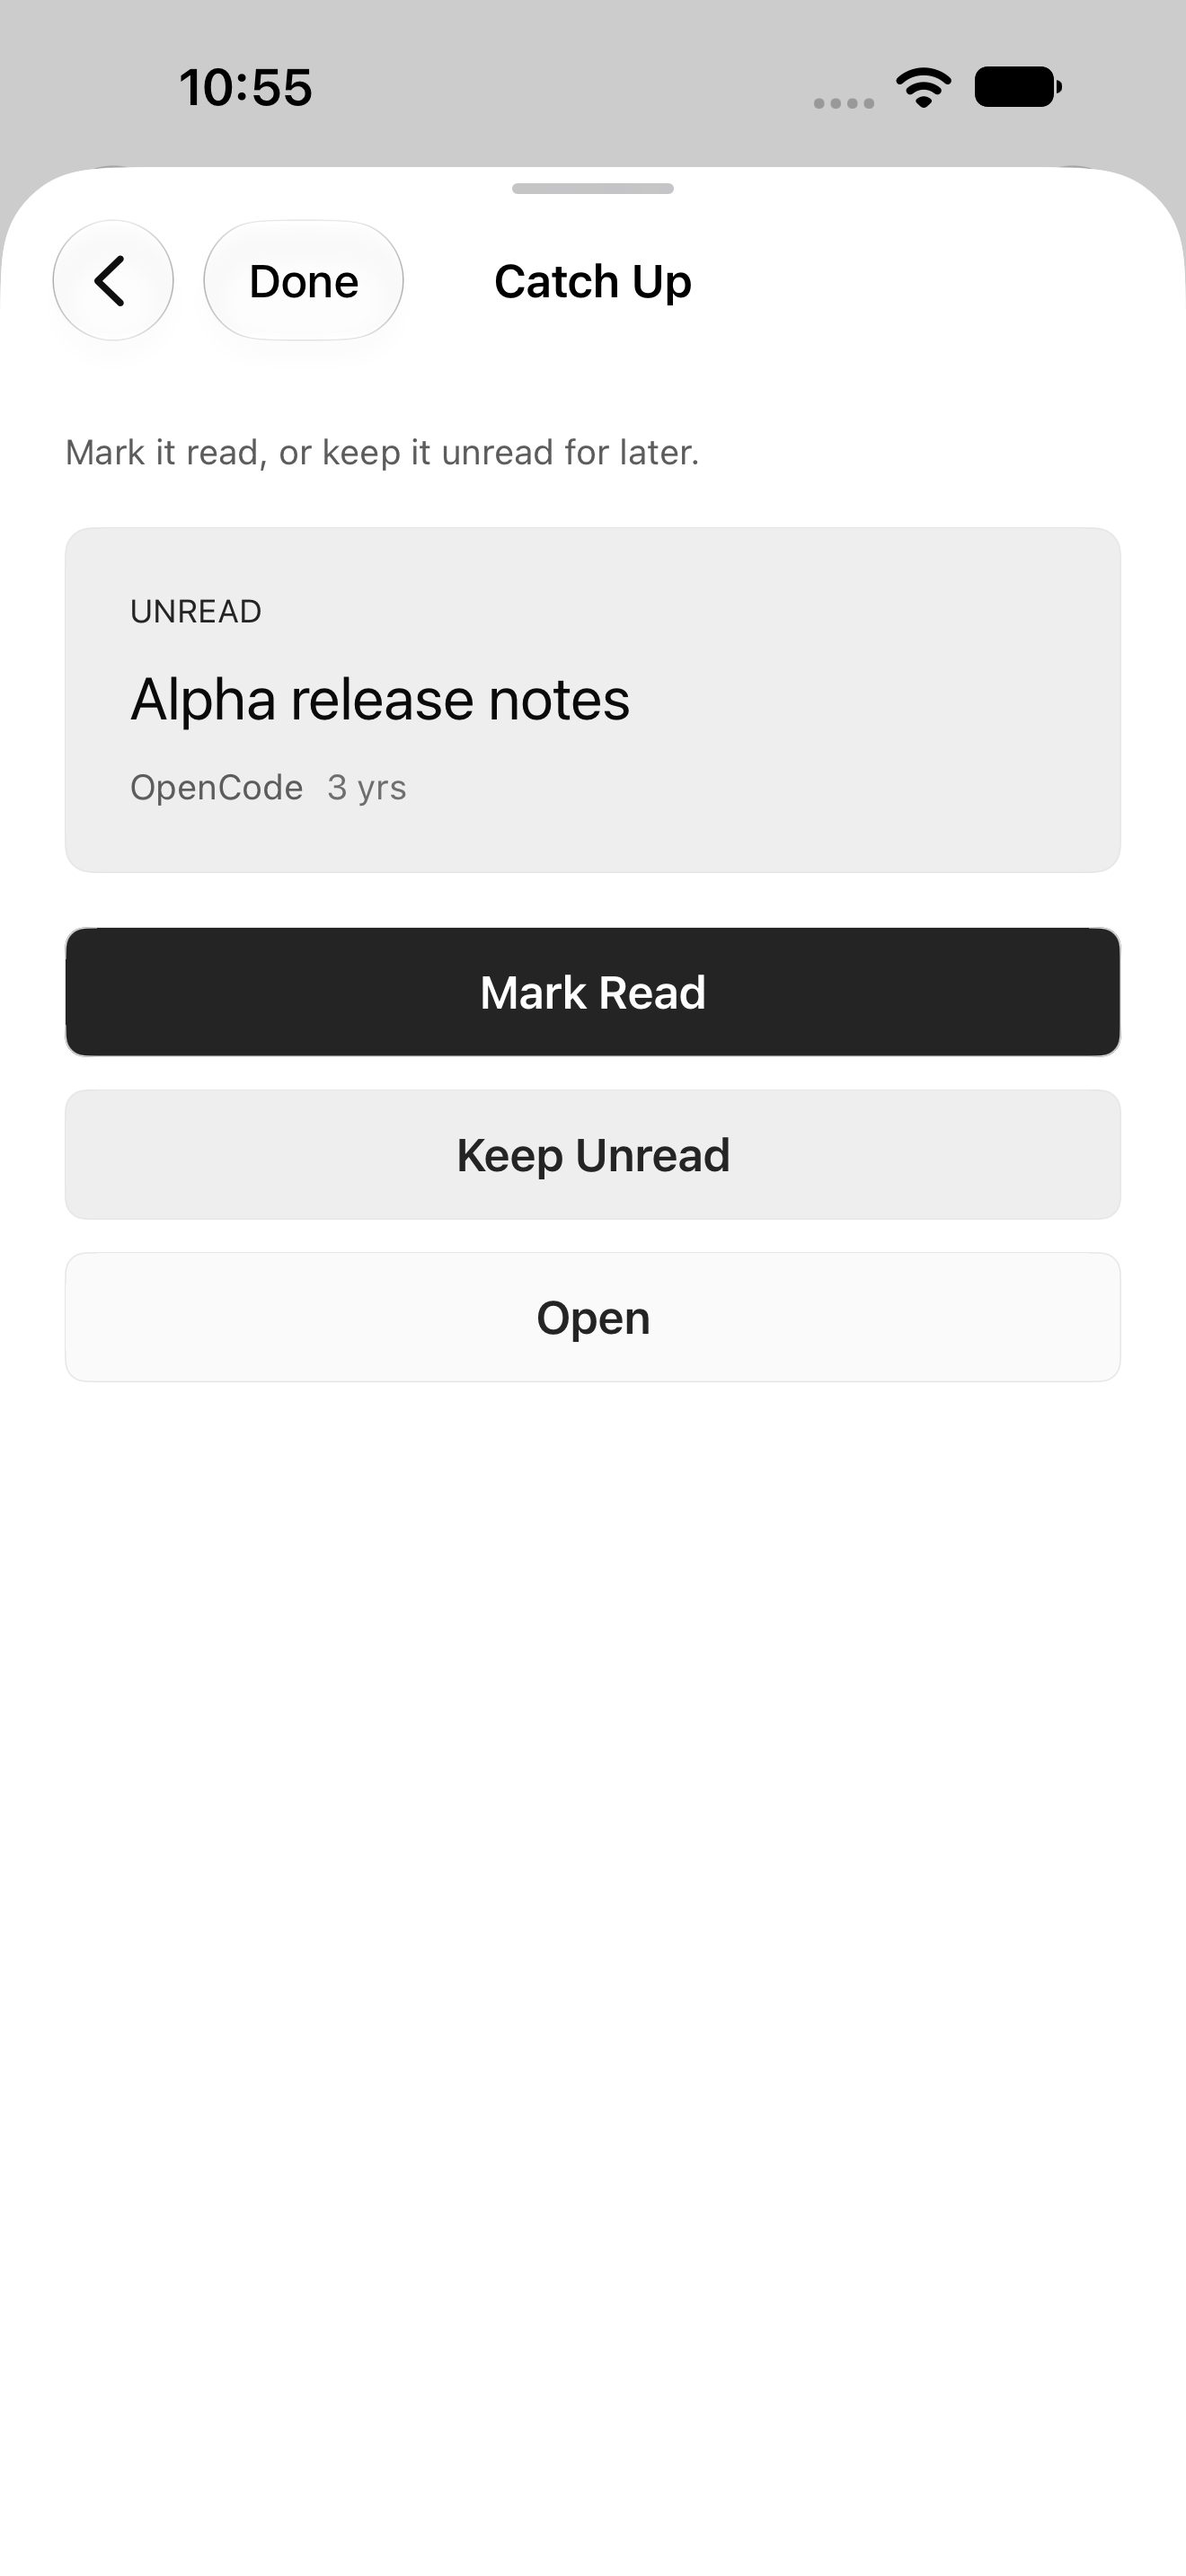 10:55
Done Catch Up
Mark it read, or keep it unread for later.
UNREAD
Alpha release notes
OpenCode 3 yrs
Mark Read
Keep Unread
Open